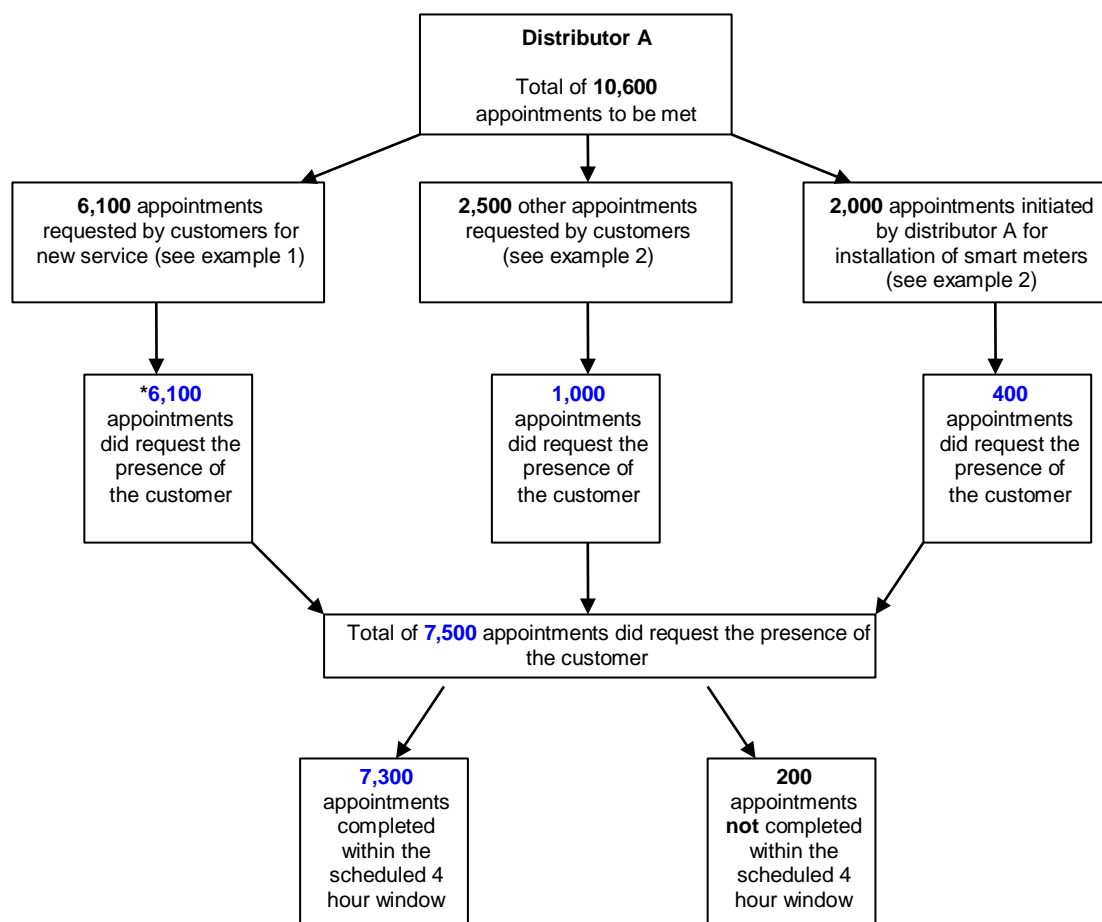 Distributor A
Total of 10,600
appointments to be met
6,100 appointments
requested by customers for
new service (see example 1)
2,500 other appointments
requested by customers
(see example 2)
2,000 appointments initiated
by distributor A for
installation of smart meters
(see example 2)
*6,100
appointments
did request the
presence of
the customer
1,000
appointments
did request the
presence of
the customer
400
appointments
did request the
presence of
the customer
Total of 7,500 appointments did request the presence of
the customer
7,300
appointments
completed
within the
scheduled 4
hour window
200
appointments
not completed
within the
scheduled 4
hour window